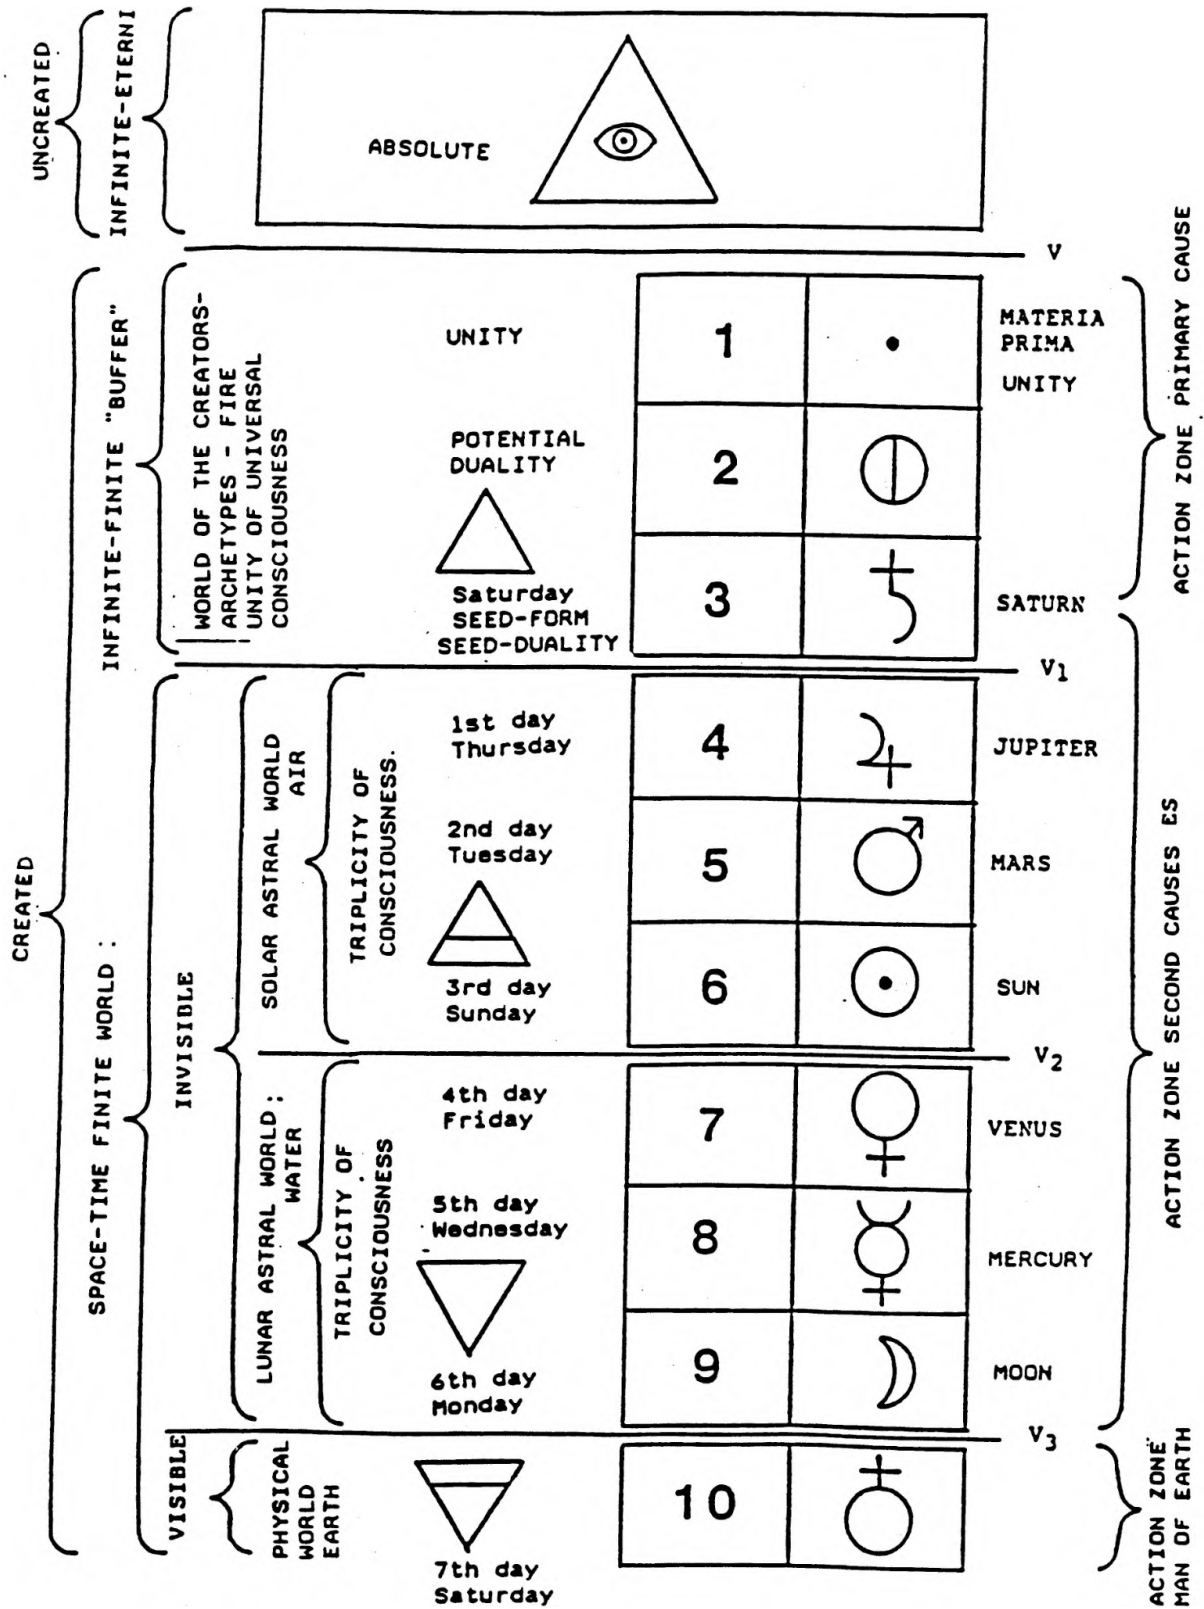 UNCREATED
INFINITE-ETERNI
ABSOLUTE
V
CREATED
INFINITE-FINITE "BUFFER"
WORLD OF THE CREATORS-
ARCHETYPES - FIRE
UNITY OF UNIVERSAL
CONSCIOUSNESS
UNITY
1
MATERIA
PRIMA
UNITY
POTENTIAL
DUALITY
2
Saturday
SEED-FORM
SEED-DUALITY
3
SATURN
ACTION ZONE PRIMARY CAUSE
V1
SPACE-TIME FINITE WORLD :
INVISIBLE
SOLAR ASTRAL WORLD
AIR
TRIPLICITY OF
CONSCIOUSNESS.
1st day
Thursday
4
JUPITER
2nd day
Tuesday
5
MARS
3rd day
Sunday
6
SUN
ACTION ZONE SECOND CAUSES ES
V2
LUNAR ASTRAL WORLD :
WATER
TRIPLICITY OF
CONSCIOUSNESS
4th day
Friday
7
VENUS
5th day
Wednesday
8
MERCURY
6th day
Monday
9
MOON
V3
VISIBLE
PHYSICAL
WORLD
EARTH
7th day
Saturday
10
ACTION ZONE
MAN OF EARTH